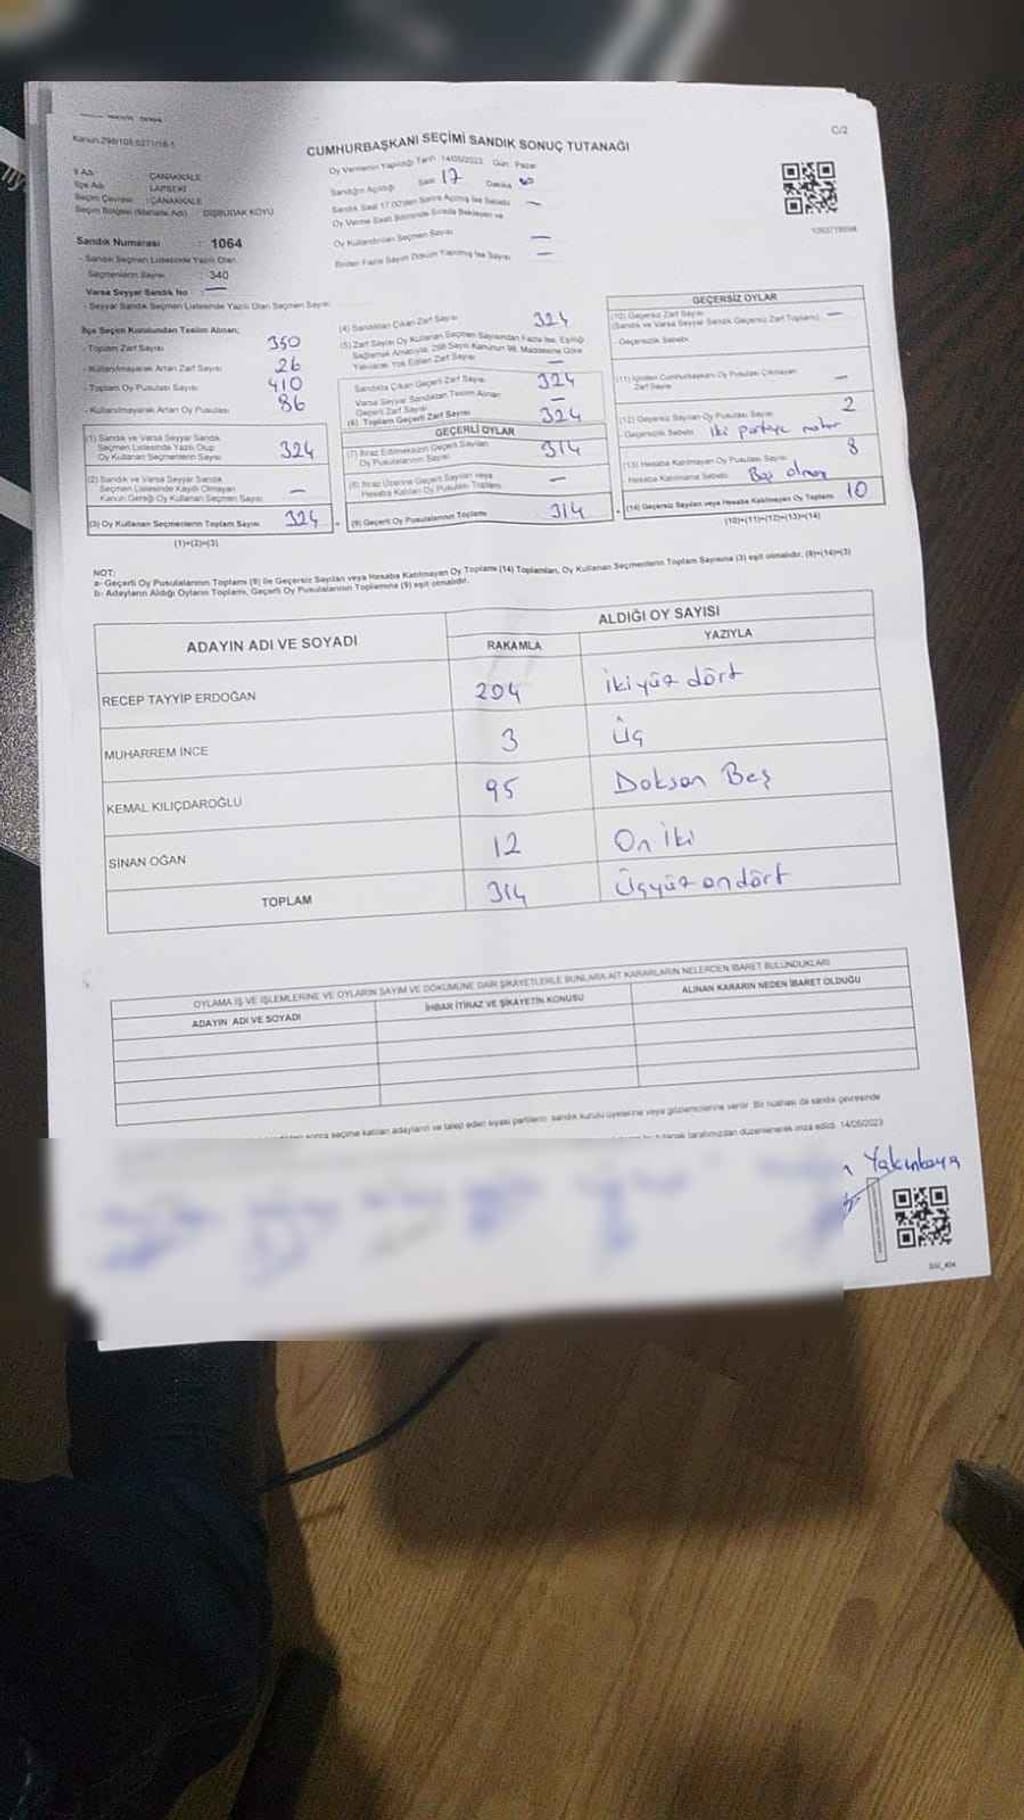 C/2
Kanun:298/105,6271/16-1
CUMHURBAŞKANI SEÇİMİ SANDIK SONUÇ TUTANAĞI
İl Adı : ÇANAKKALE
İlçe Adı : LAPSEKİ
Seçim Çevresi : ÇANAKKALE
Seçim Bölgesi (Mahalle Adı) : DIŞBUDAK KÖYÜ
Oy Vermenin Yapıldığı Tarih 14/05/2023 Gün: Pazar
Sandığın Açıldığı Saat 17 Dakika
Sandık Saat 17.00'den Sonra Açılmış İse Sebebi —
Oy Verme Saati Bitiminde Sırada Bekleyen ve
Oy Kullandırılan Seçmen Sayısı —
Birden Fazla Sayım Döküm Yapılmış İse Sayısı —
Sandık Numarası : 1064
Sandık Seçmen Listesinde Yazılı Olan
Seçmenlerin Sayısı : 340
Varsa Seyyar Sandık No : —
Seyyar Sandık Seçmen Listesinde Yazılı Olan Seçmen Sayısı
İlçe Seçim Kurulundan Teslim Alınan;
- Toplam Zarf Sayısı 350
- Kullanılmayarak Artan Zarf Sayısı 26
- Toplam Oy Pusulası Sayısı 410
- Kullanılmayarak Artan Oy Pusulası 86
(1) Sandık ve Varsa Seyyar Sandık
Seçmen Listesinde Yazılı Olup
Oy Kullanan Seçmenlerin Sayısı 324
(2) Sandık ve Varsa Seyyar Sandık
Seçmen Listesinde Kaydı Olmayan
Kanun Gereği Oy Kullanan Seçmen Sayısı —
(3) Oy Kullanan Seçmenlerin Toplam Sayısı 324
(1)+(2)=(3)
(4) Sandıktan Çıkan Zarf Sayısı 324
(5) Zarf Sayısı Oy Kullanan Seçmen Sayısından Fazla İse, Eşitliği
Sağlamak Amacıyla, 298 Sayılı Kanunun 98. Maddesine Göre
Yakılarak Yok Edilen Zarf Sayısı —
Sandıkta Çıkan Geçerli Zarf Sayısı 324
Varsa Seyyar Sandıktan Teslim Alınan
Geçerli Zarf Sayısı —
(6) Toplam Geçerli Zarf Sayısı 324
GEÇERLİ OYLAR
(7) İtiraz Edilmeksizin Geçerli Sayılan
Oy Pusulalarının Sayısı 314
(8) İtiraz Üzerine Geçerli Sayılan veya
Hesaba Katılan Oy Pusulası Toplamı —
(9) Geçerli Oy Pusulalarının Toplamı 314
GEÇERSİZ OYLAR
(10) Geçersiz Zarf Sayısı
(Sandık ve Varsa Seyyar Sandık Geçersiz Zarf Toplamı) —
Geçersizlik Sebebi
(11) İçinden Cumhurbaşkanı Oy Pusulası Çıkmayan
Zarf Sayısı —
(12) Geçersiz Sayılan Oy Pusulası Sayısı 2
Geçersizlik Sebebi iki partiye
(13) Hesaba Katılmayan Oy Pusulası Sayısı 8
Hesaba Katılmama Sebebi Boş
(14) Geçersiz Sayılan veya Hesaba Katılmayan Oy Toplamı 10
(10)+(11)+(12)+(13)=(14)
NOT:
a- Geçerli Oy Pusulalarının Toplamı (9) ile Geçersiz Sayılan veya Hesaba Katılmayan Oy Toplamı (14) Toplamları, Oy Kullanan Seçmenlerin Toplam Sayısına (3) eşit olmalıdır. (9)+(14)=(3)
b- Adayların Aldığı Oyların Toplamı, Geçerli Oy Pusulalarının Toplamına (9) eşit olmalıdır.
ADAYIN ADI VE SOYADI
ALDIĞI OY SAYISI
RAKAMLA YAZIYLA
RECEP TAYYİP ERDOĞAN 204 ikiyüz dört
MUHARREM İNCE 3 Üç
KEMAL KILIÇDAROĞLU 95 Doksan Beş
SİNAN OĞAN 12 On iki
TOPLAM 314 Üçyüz ondört
OYLAMA İŞ VE İŞLEMLERİNE VE OYLARIN SAYIM VE DÖKÜMÜNE DAİR ŞİKAYETLERLE BUNLARA AİT KARARLARIN NELERDEN İBARET BULUNDUKLARI
ADAYIN ADI VE SOYADI İHBAR İTİRAZ VE ŞİKAYETİN KONUSU ALINAN KARARIN NEDEN İBARET OLDUĞU
sonra seçime katılan adayların ve talep eden siyasi partilerin sandık kurulu üyelerine veya gözlemcilerine verilir. Bir nüshası da sandık çevresinde
tarafımızdan düzenlenerek imza edildi. 14/05/2023
Yakınkaya